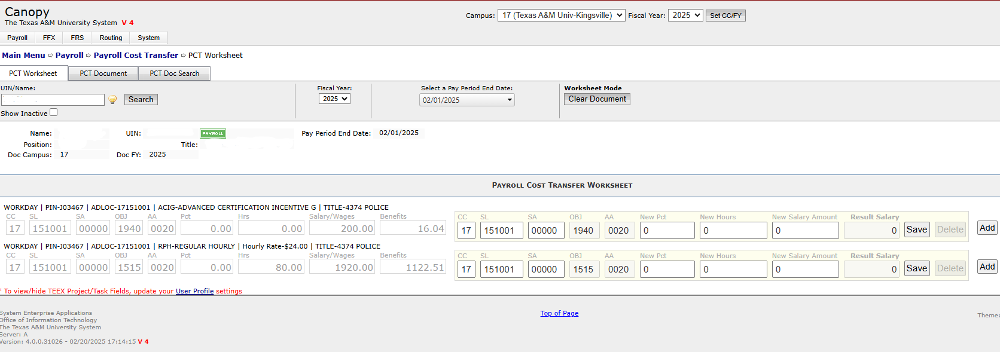 Canopy
The Texas A&M University System V 4
Campus: 17 (Texas A&M Univ-Kingsville) Fiscal Year: 2025 Set CC/FY
Payroll FFX FRS Routing System
Main Menu ⇨ Payroll ⇨ Payroll Cost Transfer ⇨ PCT Worksheet
PCT Worksheet PCT Document PCT Doc Search
UIN/Name: Fiscal Year: Select a Pay Period End Date: Worksheet Mode
Search 2025 02/01/2025 Clear Document
Show Inactive
Name: UIN: PAYROLL Pay Period End Date: 02/01/2025
Position: Title:
Doc Campus: 17 Doc FY: 2025
Payroll Cost Transfer Worksheet
WORKDAY | PIN-J03467 | ADLOC-17151001 | ACIG-ADVANCED CERTIFICATION INCENTIVE G | TITLE-4374 POLICE
CC SL SA OBJ AA Pct Hrs Salary/Wages Benefits CC SL SA OBJ AA New Pct New Hours New Salary Amount Result Salary
17 151001 00000 1940 0020 0.00 0.00 200.00 16.04 17 151001 00000 1940 0020 0 0 0 0 Save Delete Add
WORKDAY | PIN-J03467 | ADLOC-17151001 | RPH-REGULAR HOURLY | Hourly Rate-$24.00 | TITLE-4374 POLICE
CC SL SA OBJ AA Pct Hrs Salary/Wages Benefits CC SL SA OBJ AA New Pct New Hours New Salary Amount Result Salary
17 151001 00000 1515 0020 0.00 80.00 1920.00 1122.51 17 151001 00000 1515 0020 0 0 0 0 Save Delete Add
* To view/hide TEEX Project/Task Fields, update your User Profile settings
System Enterprise Applications
Office of Information Technology
The Texas A&M University System
Server: A
Version: 4.0.0.31026 - 02/20/2025 17:14:15 V 4
Top of Page
Theme: